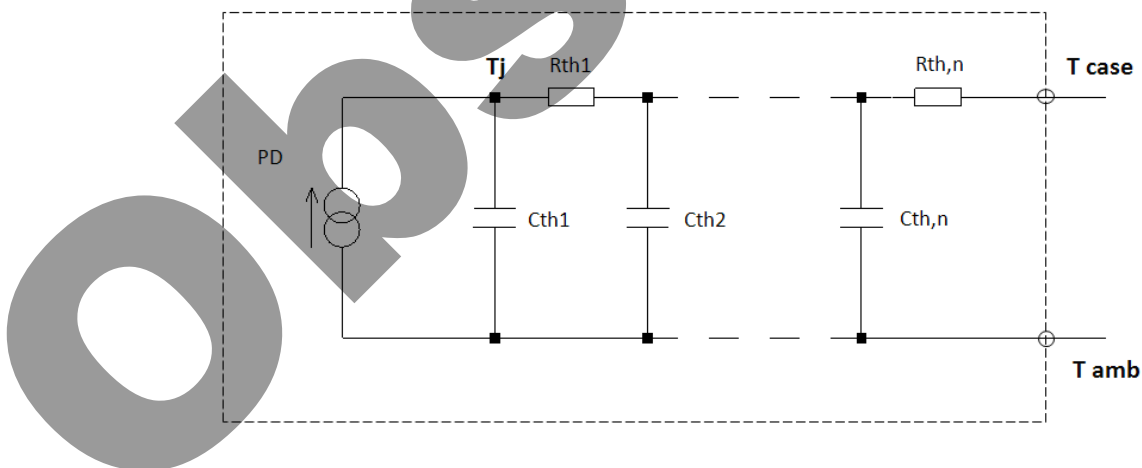 Tj Rth1 Rth,n T case
PD
Cth1 Cth2 Cth,n
T amb
obs